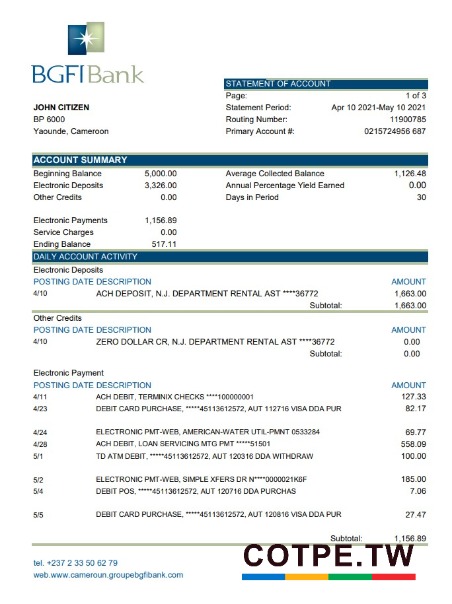 BGFIBank
STATEMENT OF ACCOUNT
Page: 1 of 3
JOHN CITIZEN Statement Period: Apr 10 2021-May 10 2021
BP 6000 Routing Number: 11900785
Yaounde, Cameroon Primary Account #: 0215724956 687
ACCOUNT SUMMARY
Beginning Balance 5,000.00 Average Collected Balance 1,126.48
Electronic Deposits 3,326.00 Annual Percentage Yield Earned 0.00
Other Credits 0.00 Days in Period 30
Electronic Payments 1,156.89
Service Charges 0.00
Ending Balance 517.11
DAILY ACCOUNT ACTIVITY
Electronic Deposits
POSTING DATE DESCRIPTION AMOUNT
4/10 ACH DEPOSIT, N.J. DEPARTMENT RENTAL AST ****36772 1,663.00
Subtotal: 1,663.00
Other Credits
POSTING DATE DESCRIPTION AMOUNT
4/10 ZERO DOLLAR CR, N.J. DEPARTMENT RENTAL AST ****36772 0.00
Subtotal: 0.00
Electronic Payment
POSTING DATE DESCRIPTION AMOUNT
4/11 ACH DEBIT, TERMINIX CHECKS ****100000001 127.33
4/23 DEBIT CARD PURCHASE, *****45113612572, AUT 112716 VISA DDA PUR 82.17
4/24 ELECTRONIC PMT-WEB, AMERICAN-WATER UTIL-PMNT 0533284 69.77
4/28 ACH DEBIT, LOAN SERVICING MTG PMT *****51501 558.09
5/1 TD ATM DEBIT, *****45113612572, AUT 120316 DDA WITHDRAW 100.00
5/2 ELECTRONIC PMT-WEB, SIMPLE XFERS DR N****0000021K6F 185.00
5/4 DEBIT POS, *****45113612572, AUT 120716 DDA PURCHAS 7.06
5/5 DEBIT CARD PURCHASE, *****45113612572, AUT 120816 VISA DDA PUR 27.47
Subtotal: 1,156.89
tel. +237 2 33 50 62 79
web.www.cameroun.groupebgfibank.com
COTPE.TW